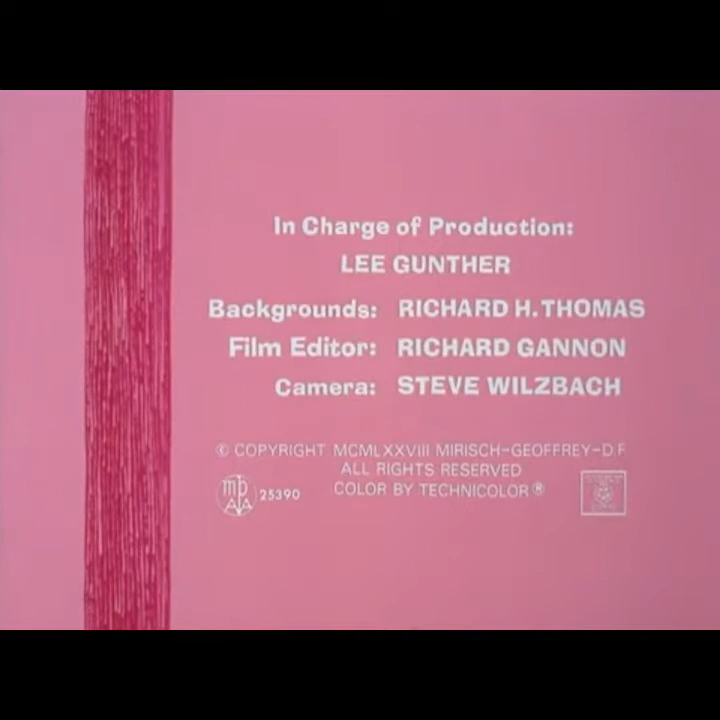 In Charge of Production:
LEE GUNTHER
Backgrounds: RICHARD H. THOMAS
Film Editor: RICHARD GANNON
Camera: STEVE WILZBACH
© COPYRIGHT MCMLXXVIII MIRISCH-GEOFFREY-D F
ALL RIGHTS RESERVED
COLOR BY TECHNICOLOR®
MPAA 25390